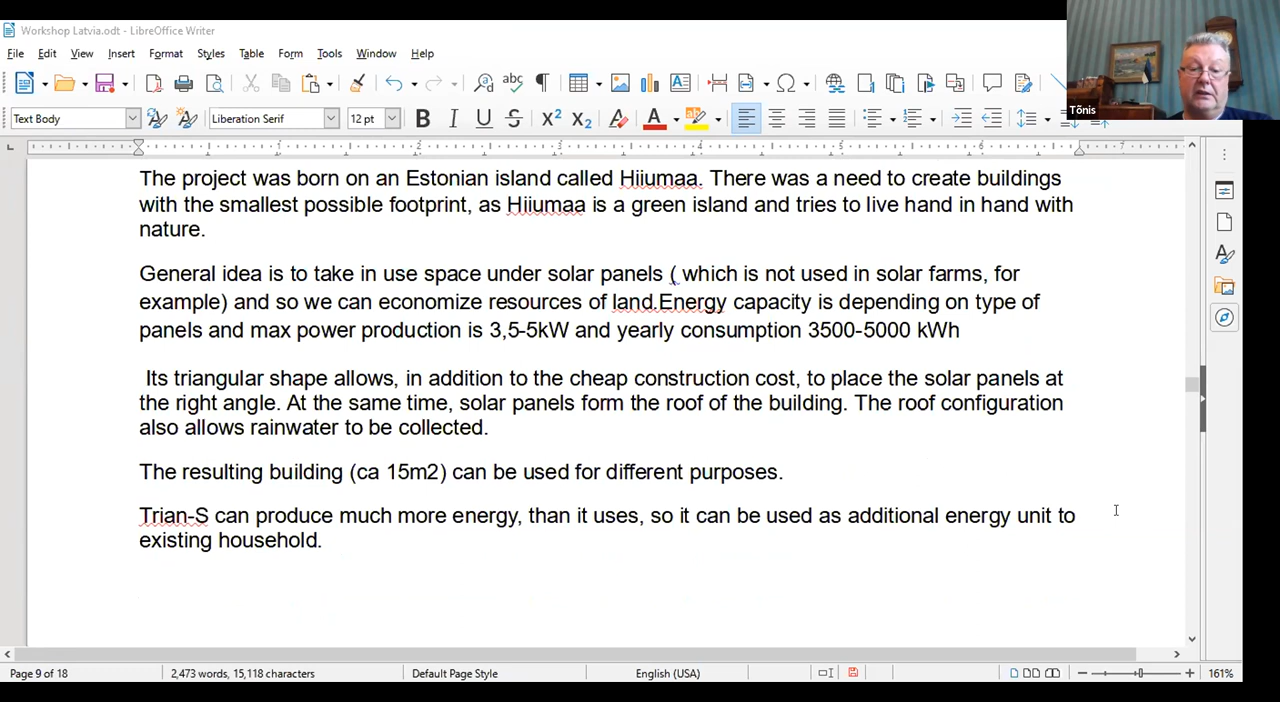 Workshop Latvia.odt - LibreOffice Writer
File Edit View Insert Format Styles Table Form Tools Window Help
Text Body Liberation Serif 12 pt
Tõnis
1 2 3 4 5 6 7
The project was born on an Estonian island called Hiiumaa. There was a need to create buildings
with the smallest possible footprint, as Hiiumaa is a green island and tries to live hand in hand with
nature.
General idea is to take in use space under solar panels ( which is not used in solar farms, for
example) and so we can economize resources of land.Energy capacity is depending on type of
panels and max power production is 3,5-5kW and yearly consumption 3500-5000 kWh
Its triangular shape allows, in addition to the cheap construction cost, to place the solar panels at
the right angle. At the same time, solar panels form the roof of the building. The roof configuration
also allows rainwater to be collected.
The resulting building (ca 15m2) can be used for different purposes.
Trian-S can produce much more energy, than it uses, so it can be used as additional energy unit to
existing household.
Page 9 of 18 2,473 words, 15,118 characters Default Page Style English (USA) 161%